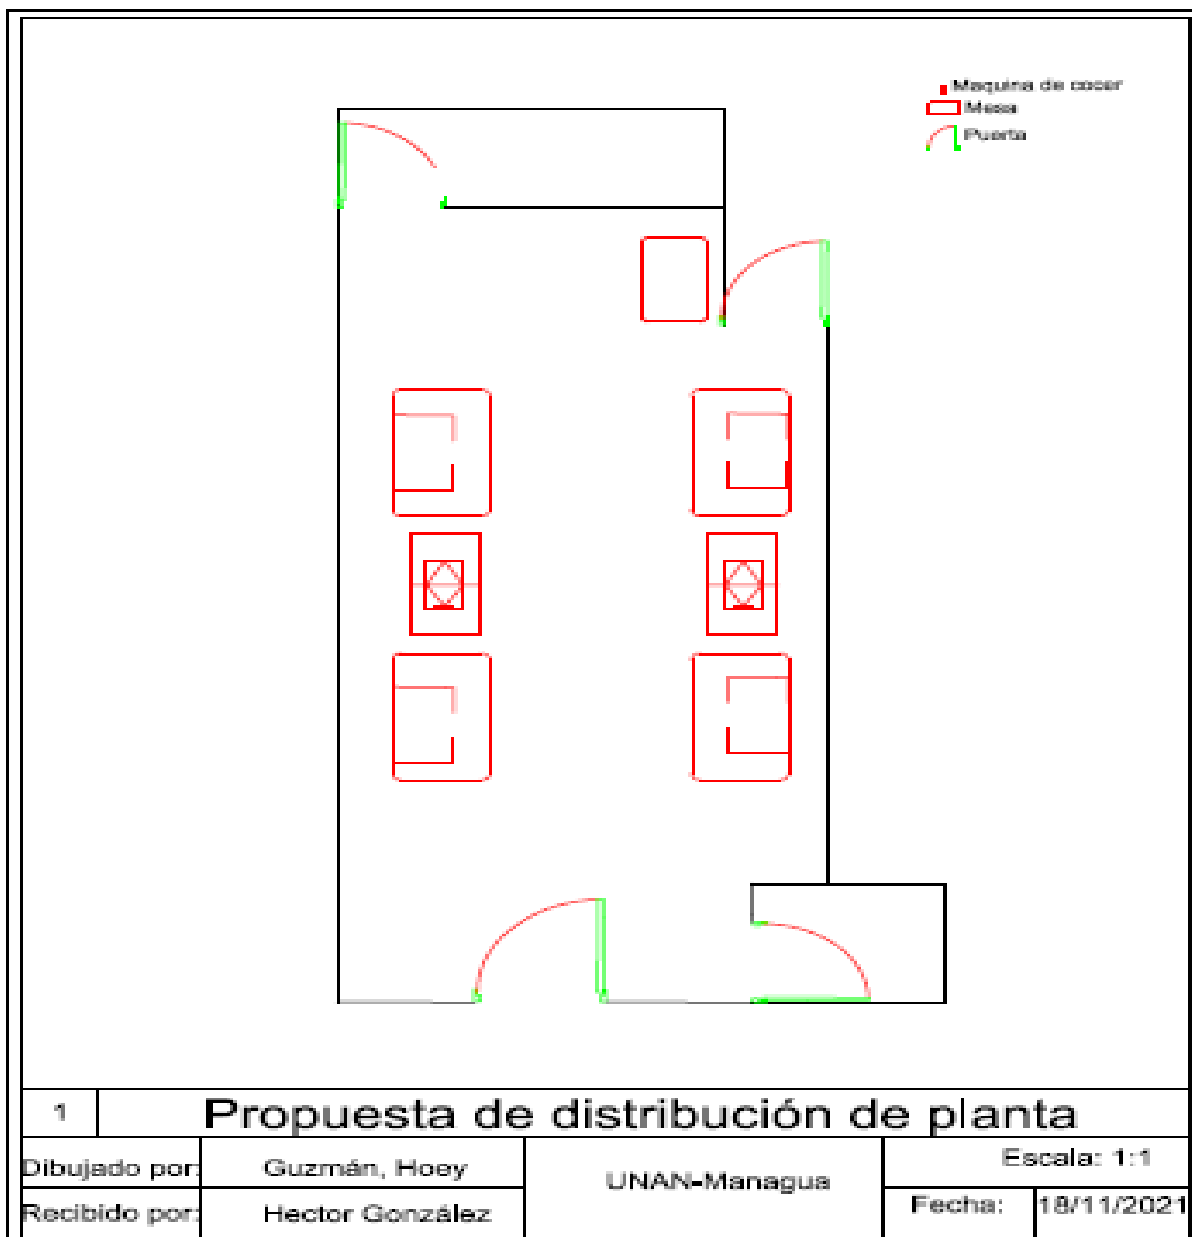 Maquina de cocer
Mesa
Puerta
1
Propuesta de distribución de planta
Dibujado por:
Guzmán, Hoey
UNAN-Managua
Escala: 1:1
Recibido por:
Hector González
Fecha:
18/11/2021